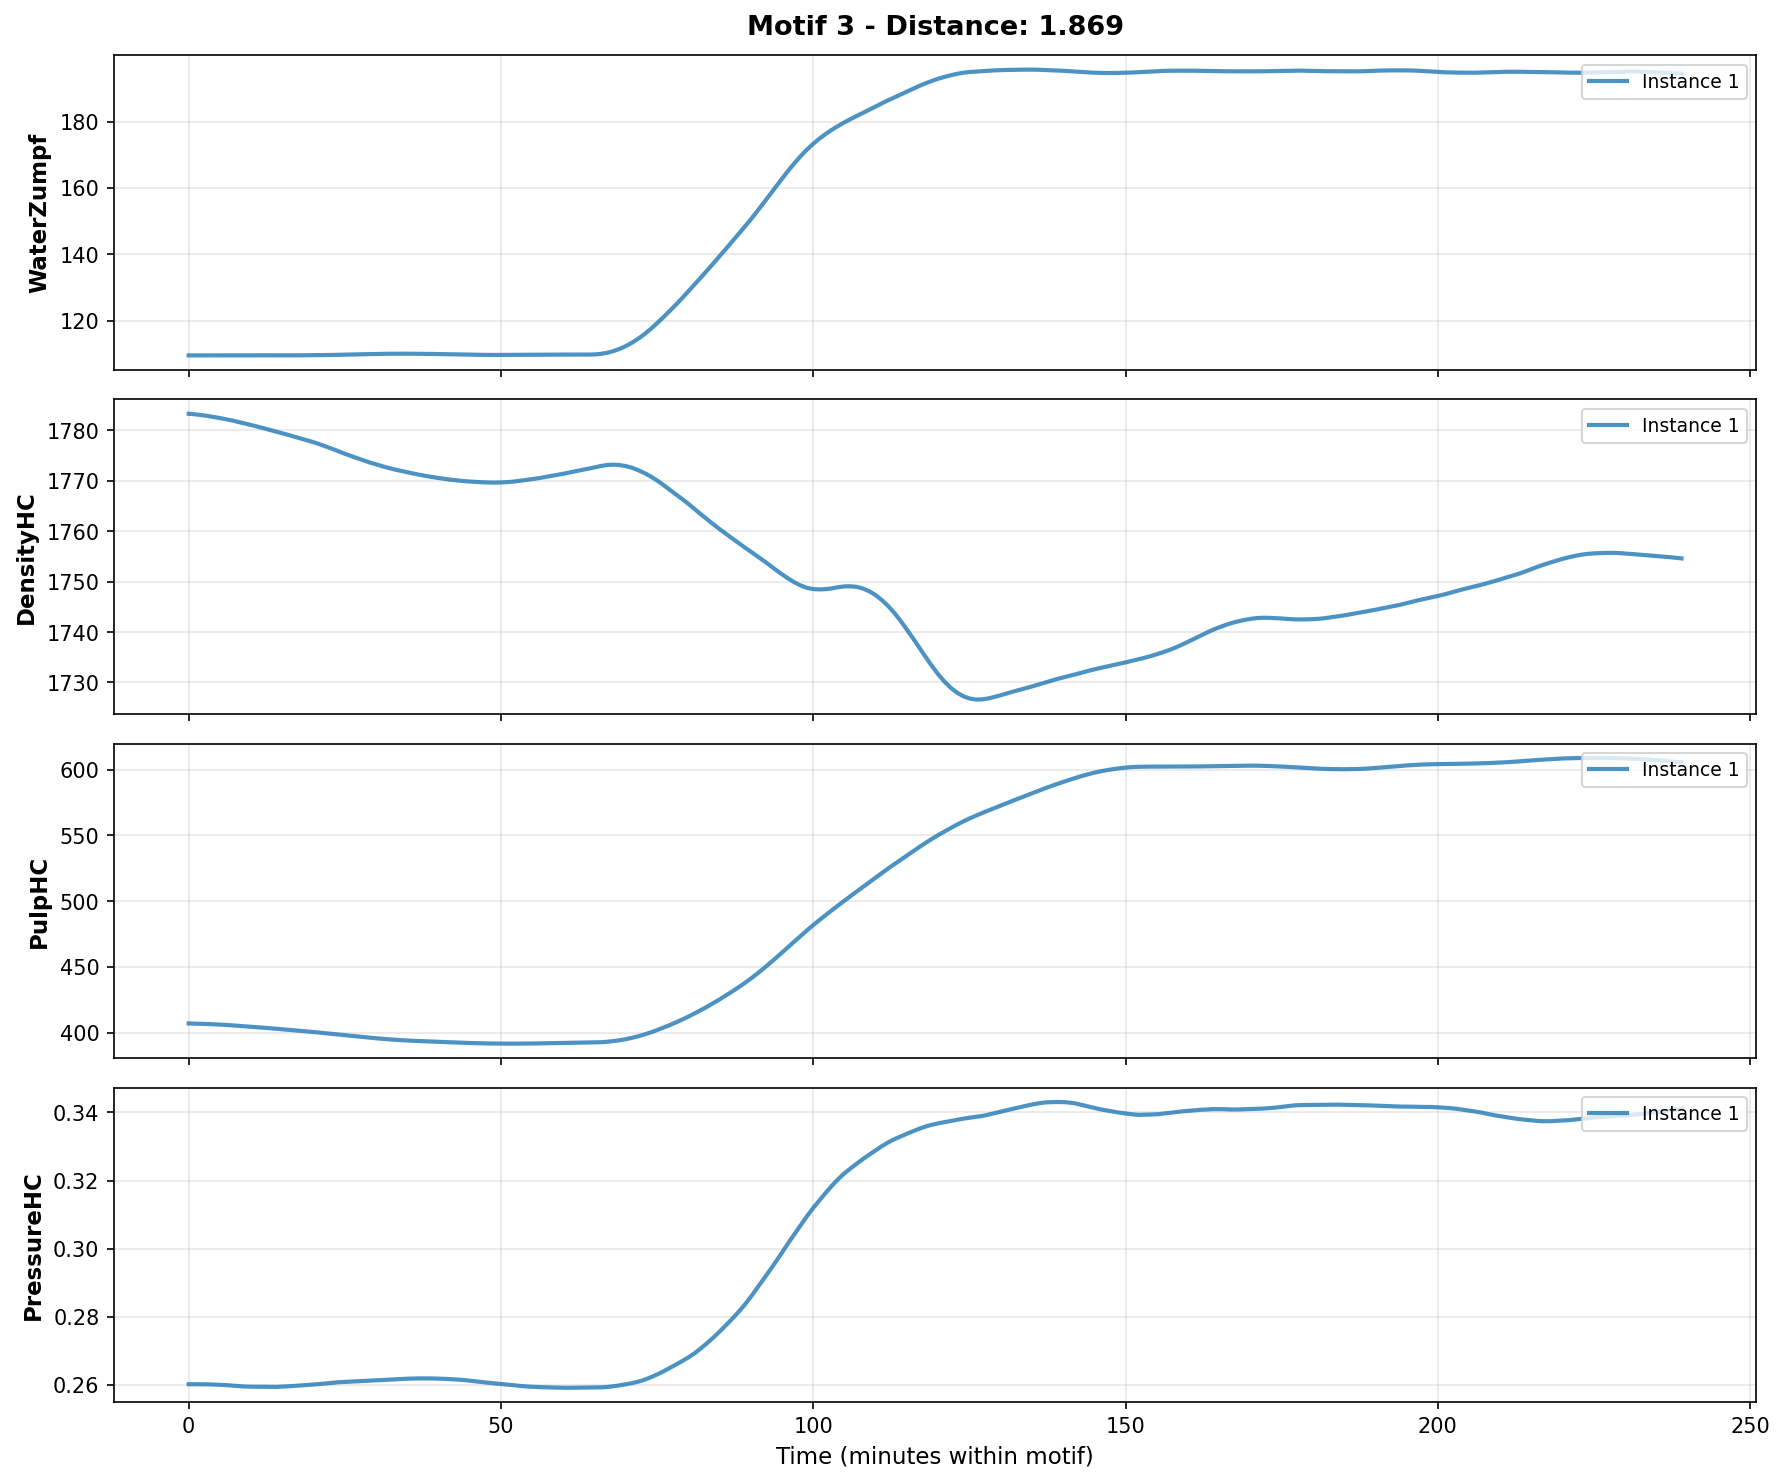 Motif 3 - Distance: 1.869
WaterZumpf
180
160
140
120
Instance 1
DensityHC
1780
1770
1760
1750
1740
1730
Instance 1
PulpHC
600
550
500
450
400
Instance 1
PressureHC
0.34
0.32
0.30
0.28
0.26
Instance 1
0 50 100 150 200 250
Time (minutes within motif)